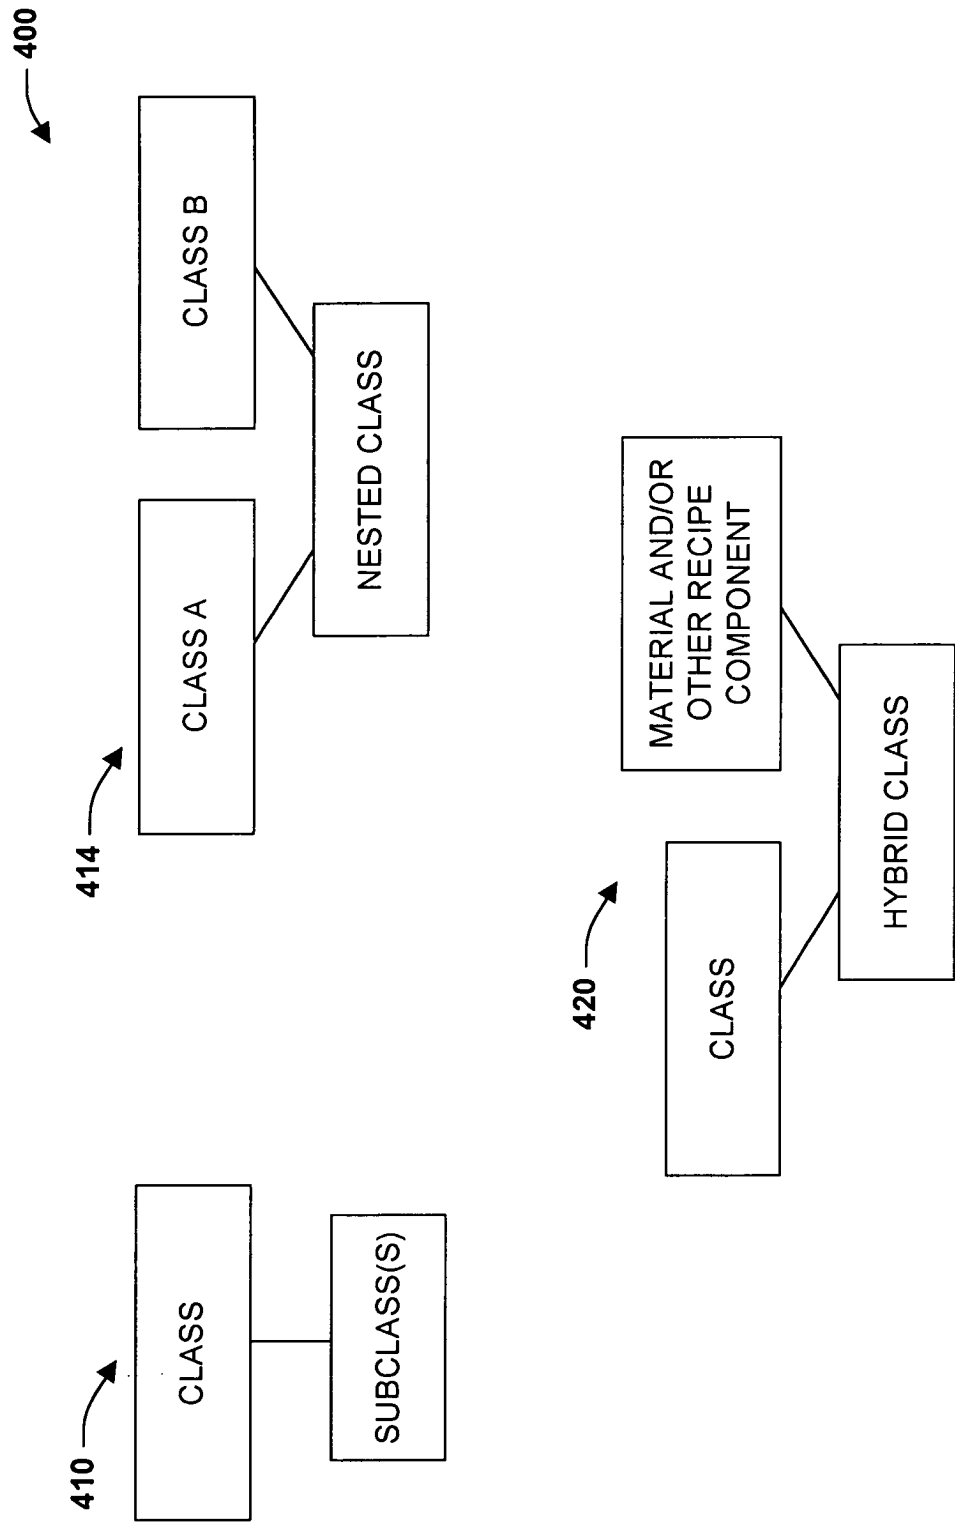 400
410
CLASS
SUBCLASS(S)
414
CLASS A
CLASS B
NESTED CLASS
420
CLASS
MATERIAL AND/OR
OTHER RECIPE
COMPONENT
HYBRID CLASS